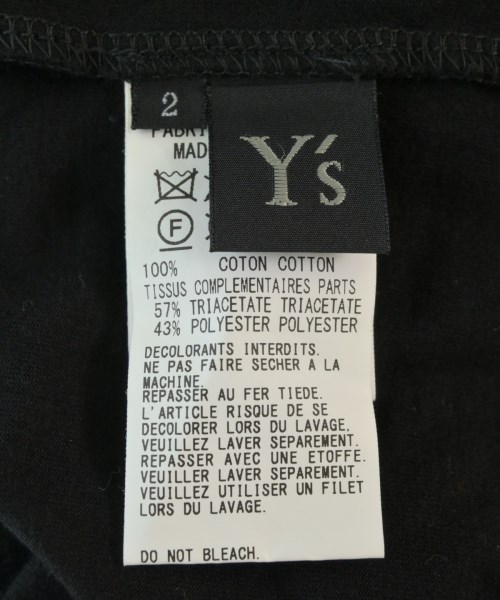 2
Y's
MAD
F
100% COTON COTTON
TISSUS COMPLEMENTAIRES PARTS
57% TRIACETATE TRIACETATE
43% POLYESTER POLYESTER
DECOLORANTS INTERDITS.
NE PAS FAIRE SECHER A LA
MACHINE.
REPASSER AU FER TIEDE.
L'ARTICLE RISQUE DE SE
DECOLORER LORS DU LAVAGE,
VEUILLEZ LAVER SEPAREMENT.
REPASSER AVEC UNE ETOFFE.
VEUILLEZ LAVER SEPAREMENT.
VEUILLEZ UTILISER UN FILET
LORS DU LAVAGE.
DO NOT BLEACH.